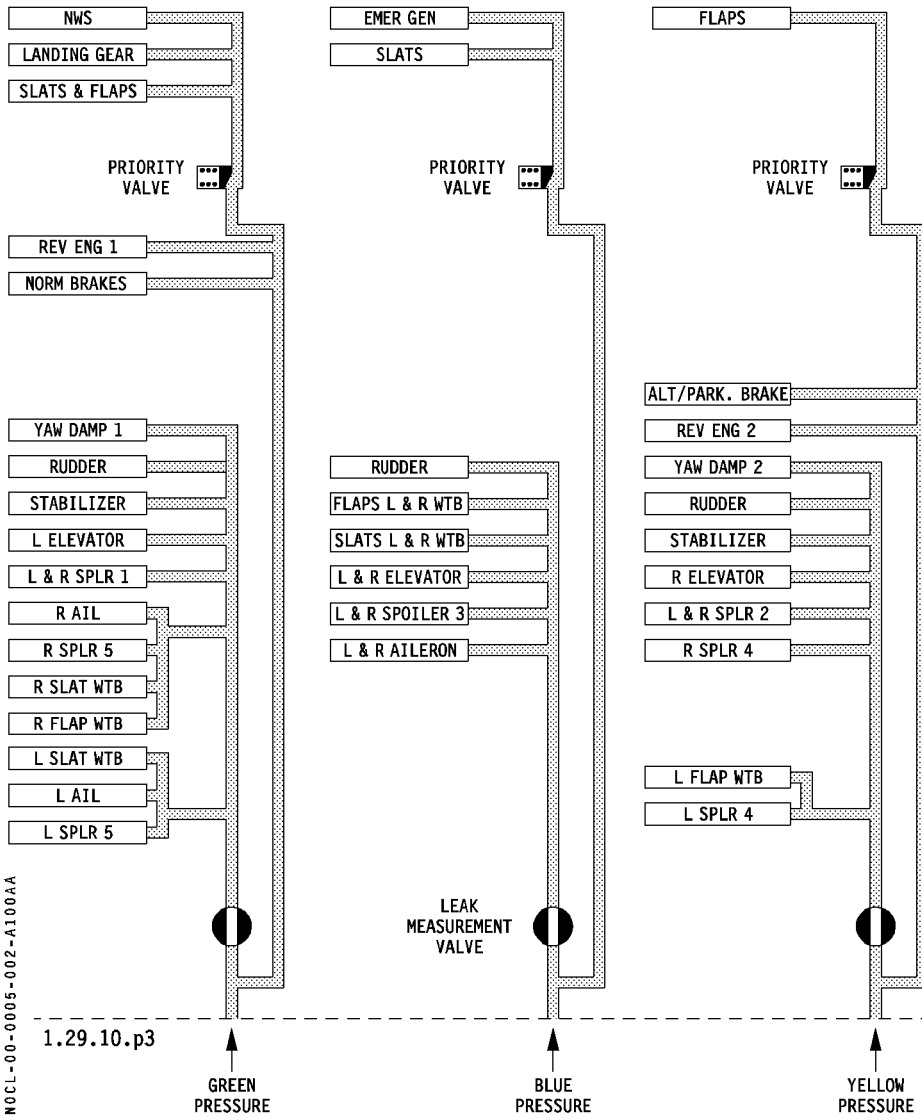 NWS
LANDING GEAR
SLATS & FLAPS
PRIORITY
VALVE
REV ENG 1
NORM BRAKES
YAW DAMP 1
RUDDER
STABILIZER
L ELEVATOR
L & R SPLR 1
R AIL
R SPLR 5
R SLAT WTB
R FLAP WTB
L SLAT WTB
L AIL
L SPLR 5
EMER GEN
SLATS
PRIORITY
VALVE
RUDDER
FLAPS L & R WTB
SLATS L & R WTB
L & R ELEVATOR
L & R SPOILER 3
L & R AILERON
LEAK
MEASUREMENT
VALVE
FLAPS
PRIORITY
VALVE
ALT/PARK. BRAKE
REV ENG 2
YAW DAMP 2
RUDDER
STABILIZER
R ELEVATOR
L & R SPLR 2
R SPLR 4
L FLAP WTB
L SPLR 4
NOCL-00-0005-002-A100AA
1.29.10.p3
GREEN
PRESSURE
BLUE
PRESSURE
YELLOW
PRESSURE